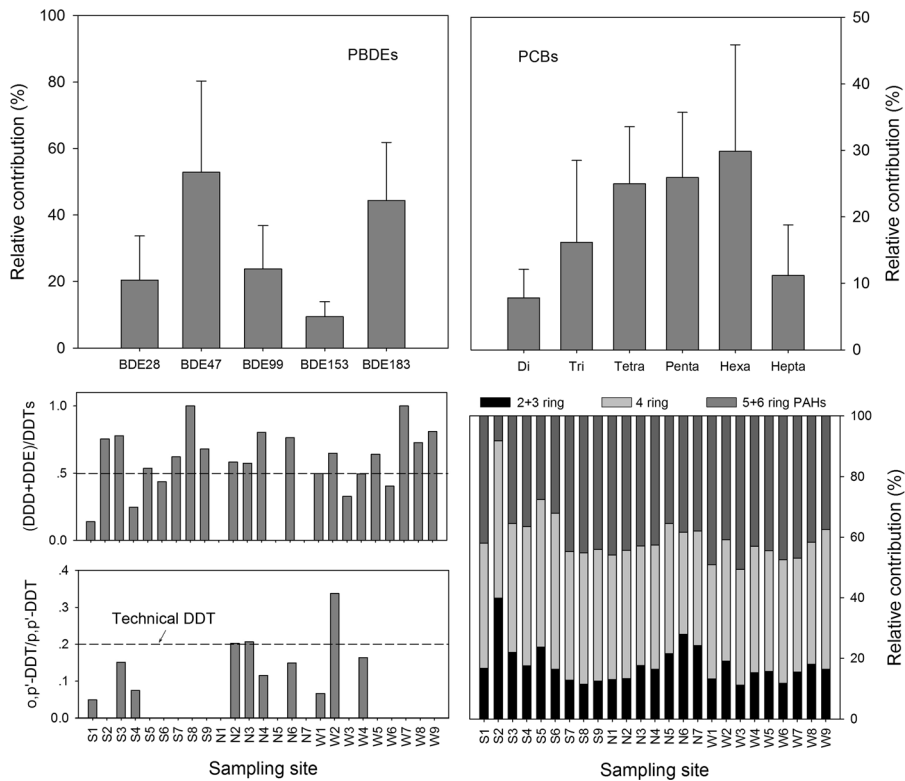 PBDEs
Relative contribution (%)
100
80
60
40
20
0
BDE28 BDE47 BDE99 BDE153 BDE183
PCBs
Relative contribution (%)
50
40
30
20
10
0
Di Tri Tetra Penta Hexa Hepta
(DDD+DDE)/DDTs
1.0
.5
0.0
2+3 ring 4 ring 5+6 ring PAHs
Relative contribution (%)
100
80
60
40
20
0
o,p'-DDT/p,p'-DDT
.4
.3
.2
.1
0.0
Technical DDT
S1 S2 S3 S4 S5 S6 S7 S8 S9 N1 N2 N3 N4 N5 N6 N7 W1 W2 W3 W4 W5 W6 W7 W8 W9
Sampling site
S1 S2 S3 S4 S5 S6 S7 S8 S9 N1 N2 N3 N4 N5 N6 N7 W1 W2 W3 W4 W5 W6 W7 W8 W9
Sampling site